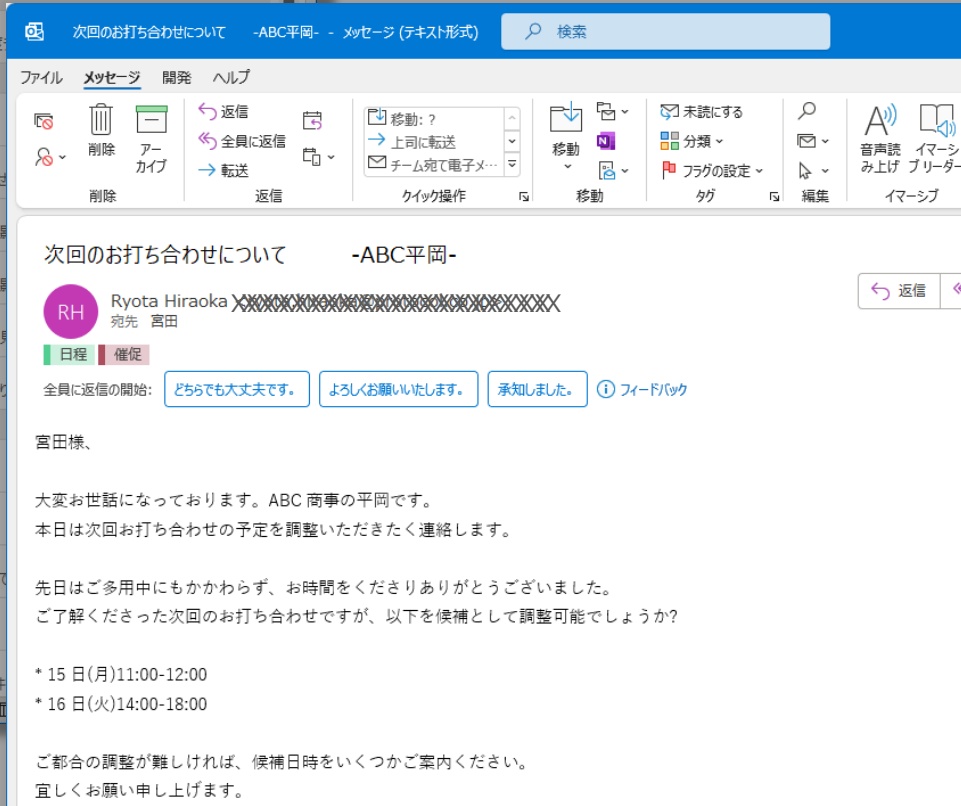 次回のお打ち合わせについて -ABC平岡- - メッセージ (テキスト形式)
検索
ファイル メッセージ 開発 ヘルプ
削除
アーカイブ
削除
返信
全員に返信
転送
返信
移動: ?
上司に転送
チーム宛て電子メ…
クイック操作
移動
移動
未読にする
分類
フラグの設定
タグ
編集
音声読み上げ
イマーシ
ブリーダー
イマーシブ
次回のお打ち合わせについて -ABC平岡-
RH
Ryota Hiraoka
宛先 宮田
返信
日程 催促
全員に返信の開始: どちらでも大丈夫です。 よろしくお願いいたします。 承知しました。 フィードバック
宮田様、
大変お世話になっております。ABC 商事の平岡です。
本日は次回お打ち合わせの予定を調整いただきたく連絡します。
先日はご多用中にもかかわらず、お時間をくださりありがとうございました。
ご了解くださった次回のお打ち合わせですが、以下を候補として調整可能でしょうか?
* 15 日(月)11:00-12:00
* 16 日(火)14:00-18:00
ご都合の調整が難しければ、候補日時をいくつかご案内ください。
宜しくお願い申し上げます。